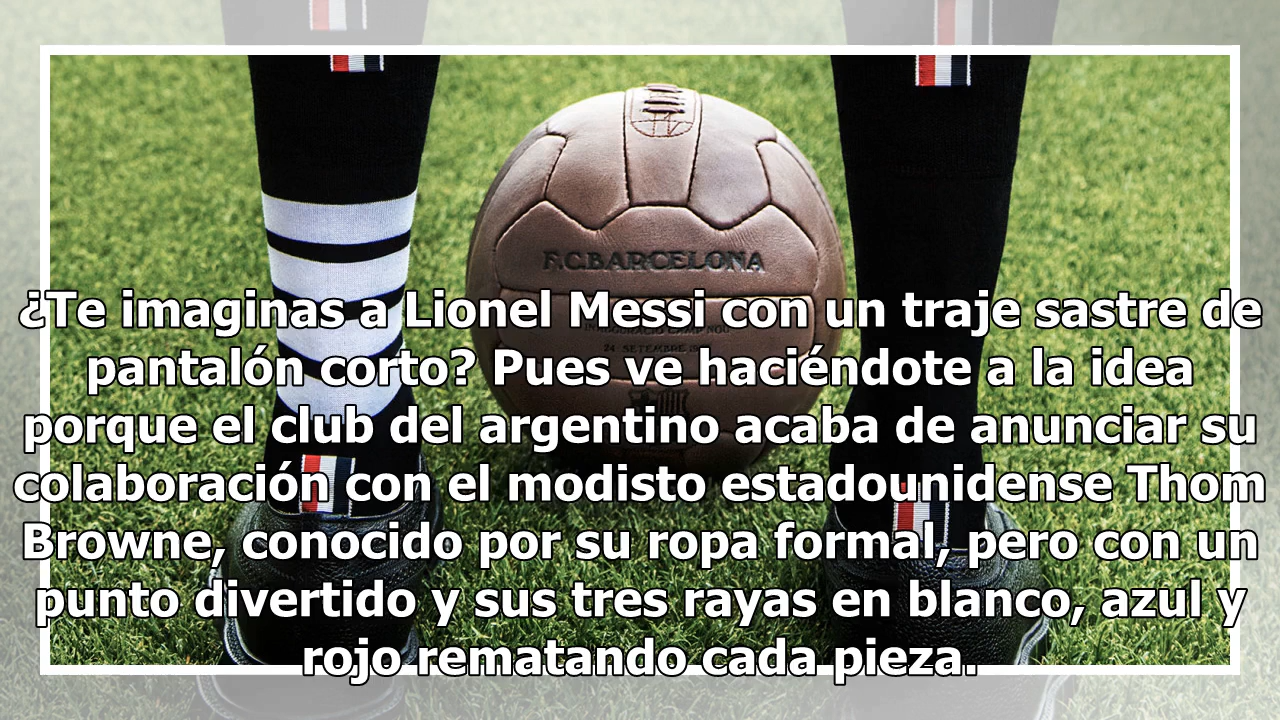 F.C.BARCELONA
¿Te imaginas a Lionel Messi con un traje sastre de
24 SETEMBRE
pantalón corto? Pues ve haciéndote a la idea
porque el club del argentino acaba de anunciar su
colaboración con el modisto estadounidense Thom
Browne, conocido por su ropa formal, pero con un
punto divertido y sus tres rayas en blanco, azul y
rojo rematando cada pieza.